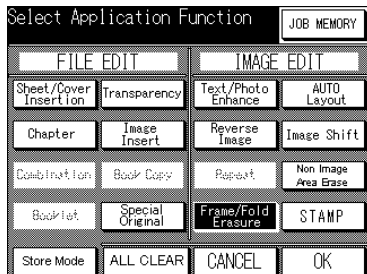 Select Application Function
JOB MEMORY
FILE EDIT
IMAGE EDIT
Sheet/Cover
Insertion
Transparency
Text/Photo
Enhance
AUTO
Layout
Chapter
Image
Insert
Reverse
Image
Image Shift
Combination
Book Copy
Repeat
Non Image
Area Erase
Booklet
Special
Original
Frame/Fold
Erasure
STAMP
Store Mode
ALL CLEAR
CANCEL
OK